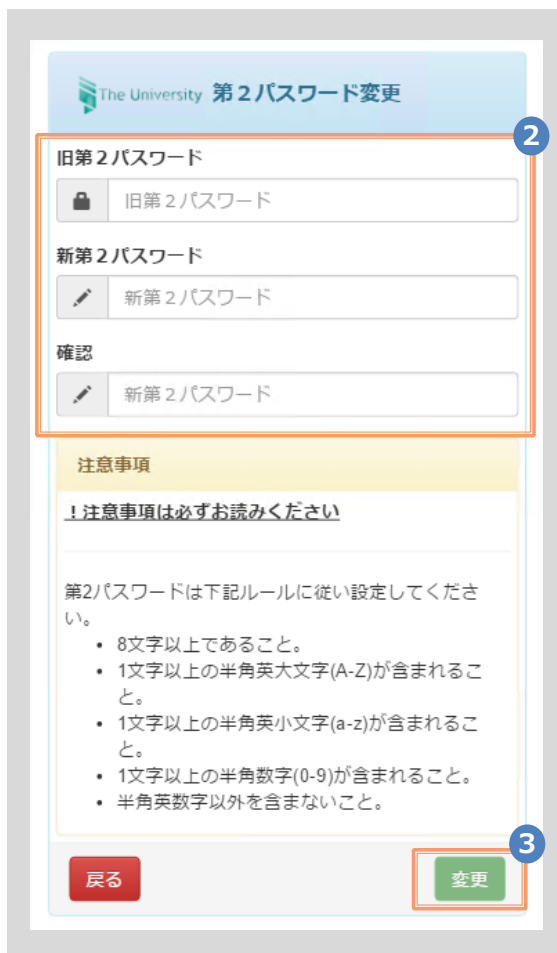 The University 第２パスワード変更
2
旧第２パスワード
旧第２パスワード
新第２パスワード
新第２パスワード
確認
新第２パスワード
注意事項
！注意事項は必ずお読みください
第2パスワードは下記ルールに従い設定してくださ
い。
• 8文字以上であること。
• 1文字以上の半角英大文字(A-Z)が含まれるこ
と。
• 1文字以上の半角英小文字(a-z)が含まれるこ
と。
• 1文字以上の半角数字(0-9)が含まれること。
• 半角英数字以外を含まないこと。
3
戻る
変更